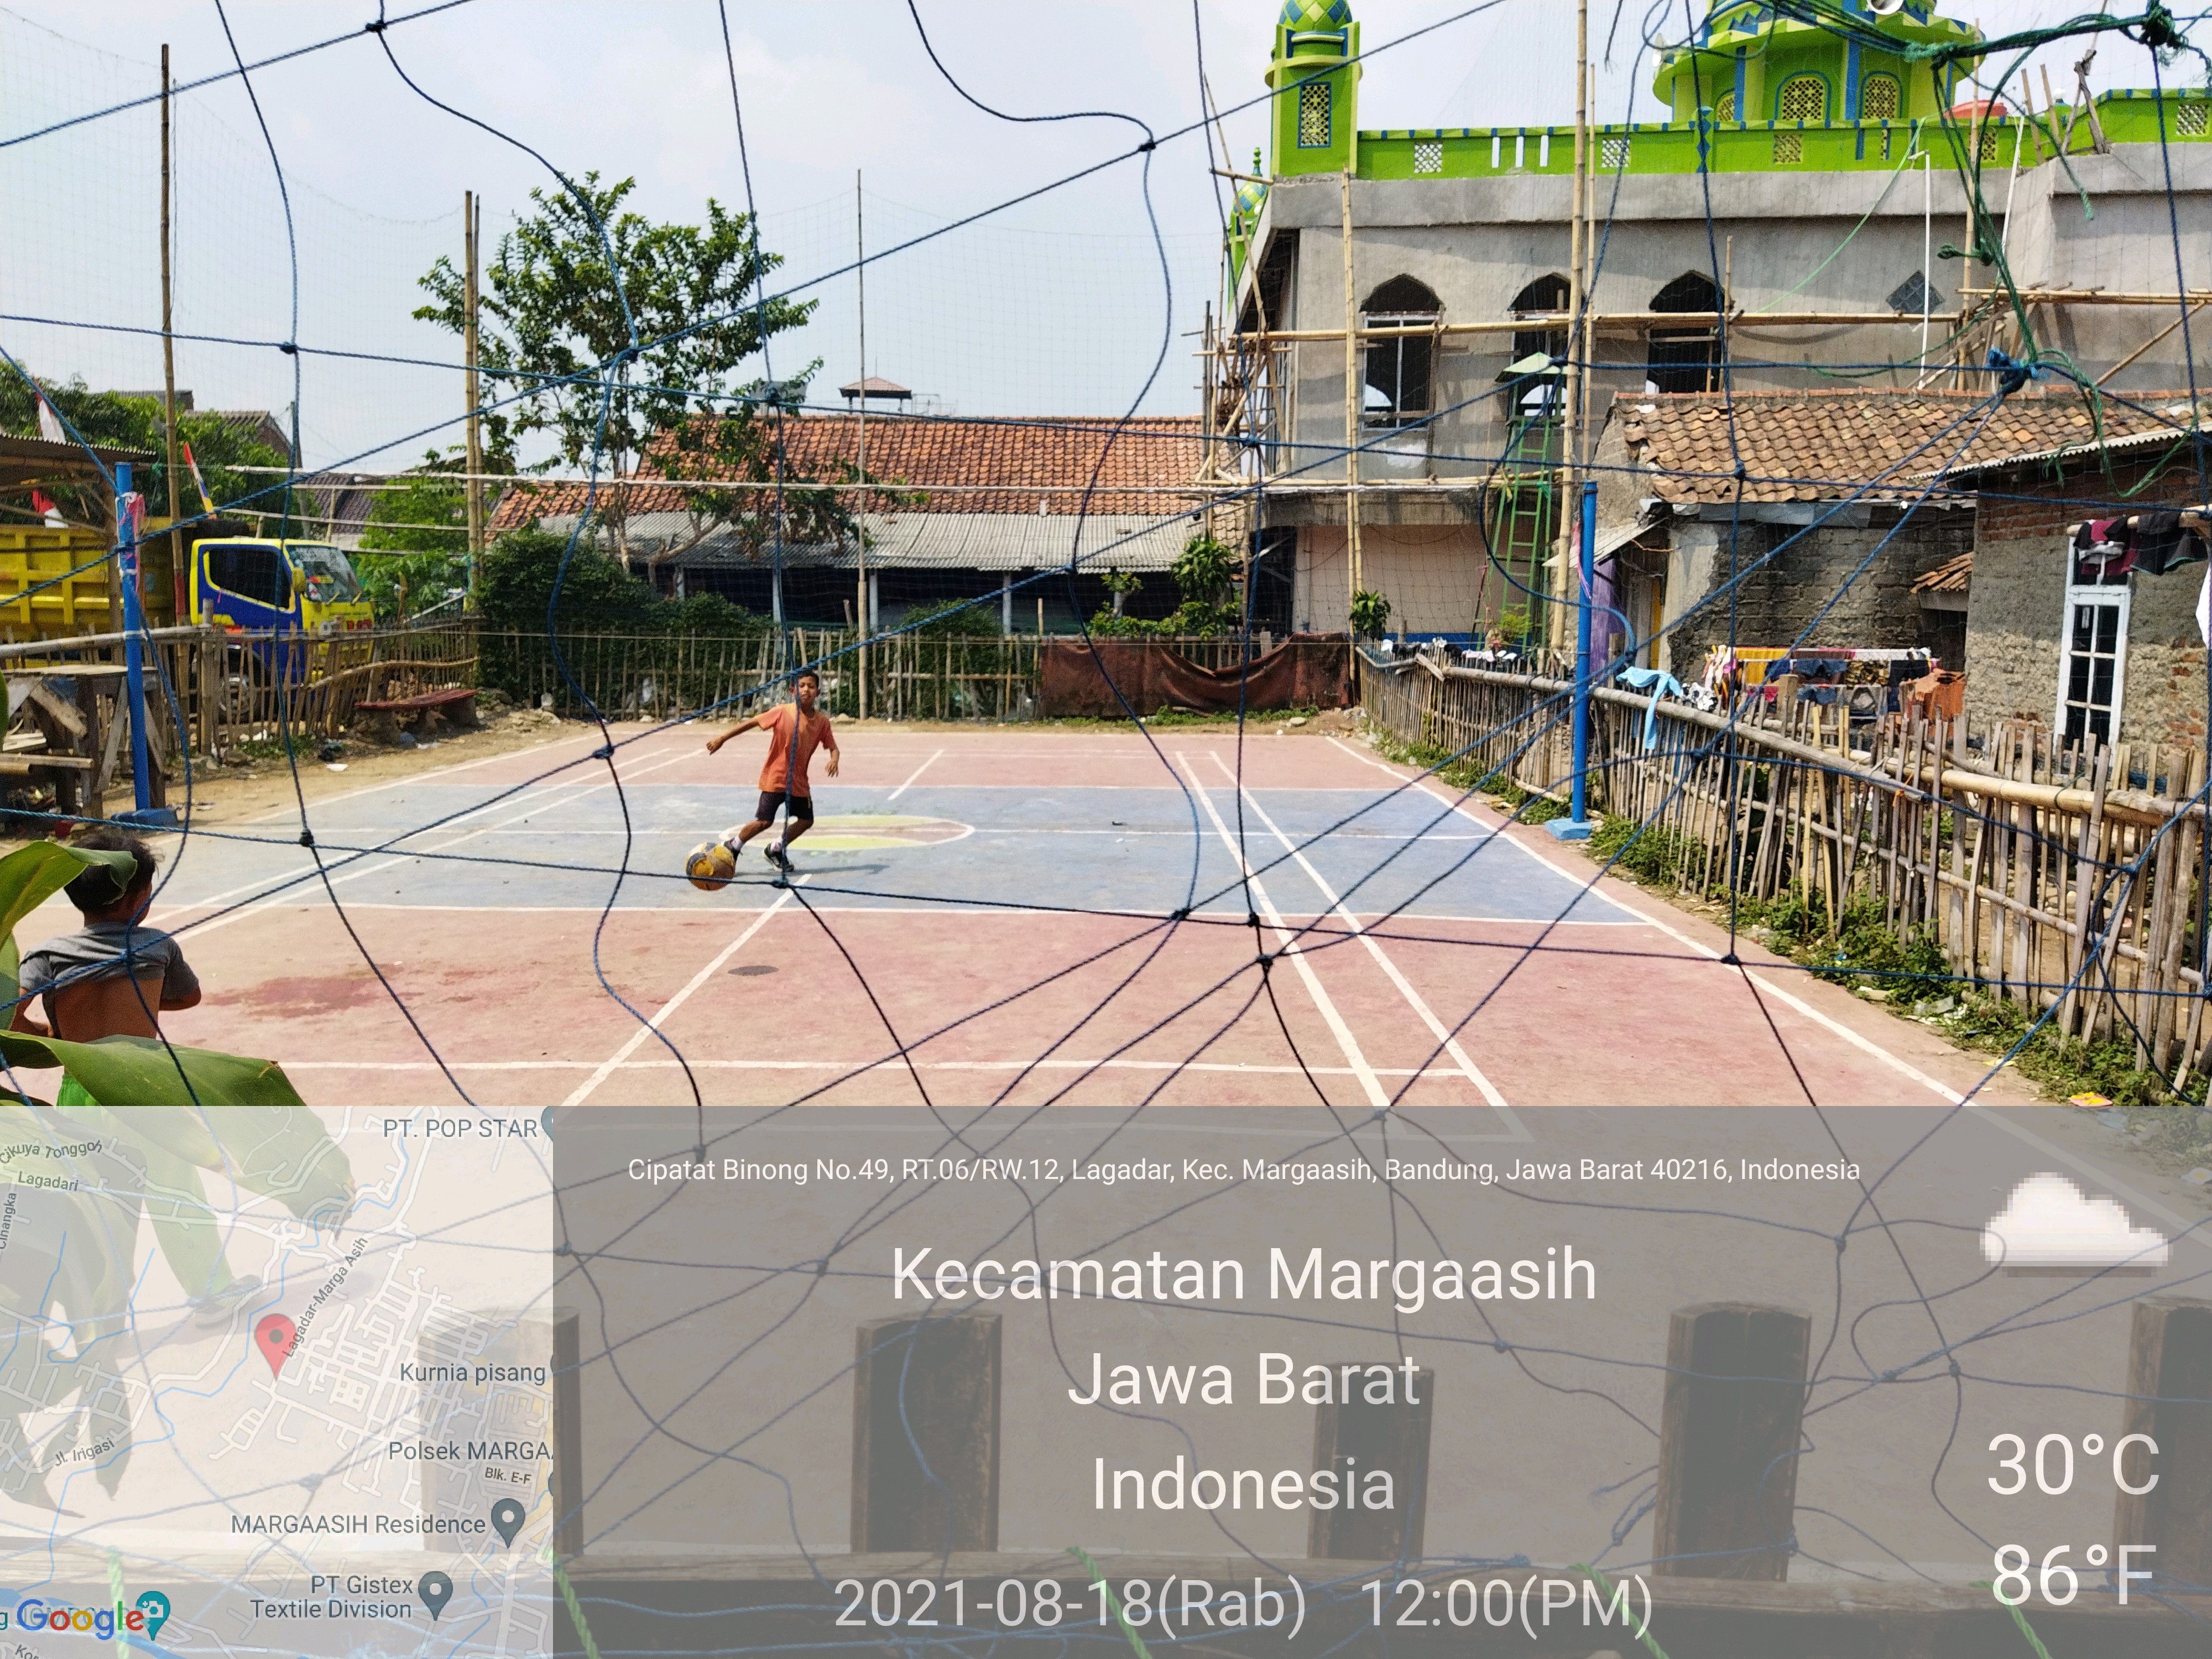 PT. POP STAR
Cikuya Tonggoh
Lagadari
Cinangka
Lagadar-Marga Asih
Kurnia pisang
Jl. Irigasi
Polsek MARGA
Blk. E-F
MARGAASIH Residence
PT Gistex
Textile Division
Google
Cipatat Binong No.49, RT.06/RW.12, Lagadar, Kec. Margaasih, Bandung, Jawa Barat 40216, Indonesia
Kecamatan Margaasih
Jawa Barat
Indonesia
2021-08-18(Rab) 12:00(PM)
30°C
86°F